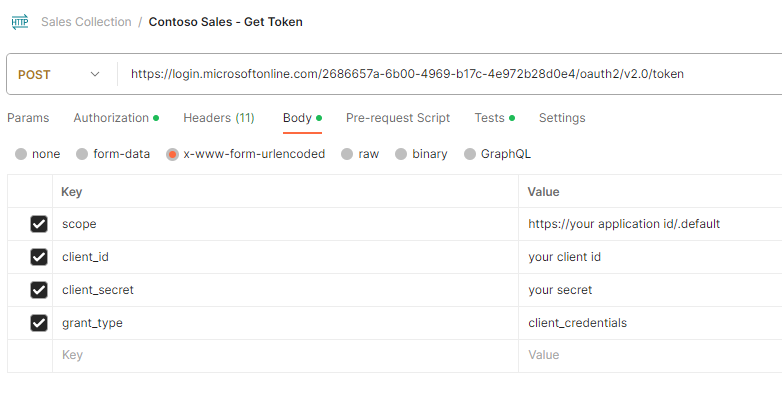 HTTP Sales Collection / Contoso Sales - Get Token
POST https://login.microsoftonline.com/2686657a-6b00-4969-b17c-4e972b28d0e4/oauth2/v2.0/token
Params Authorization Headers (11) Body Pre-request Script Tests Settings
none form-data x-www-form-urlencoded raw binary GraphQL
Key Value
scope https://your application id/.default
client_id your client id
client_secret your secret
grant_type client_credentials
Key Value